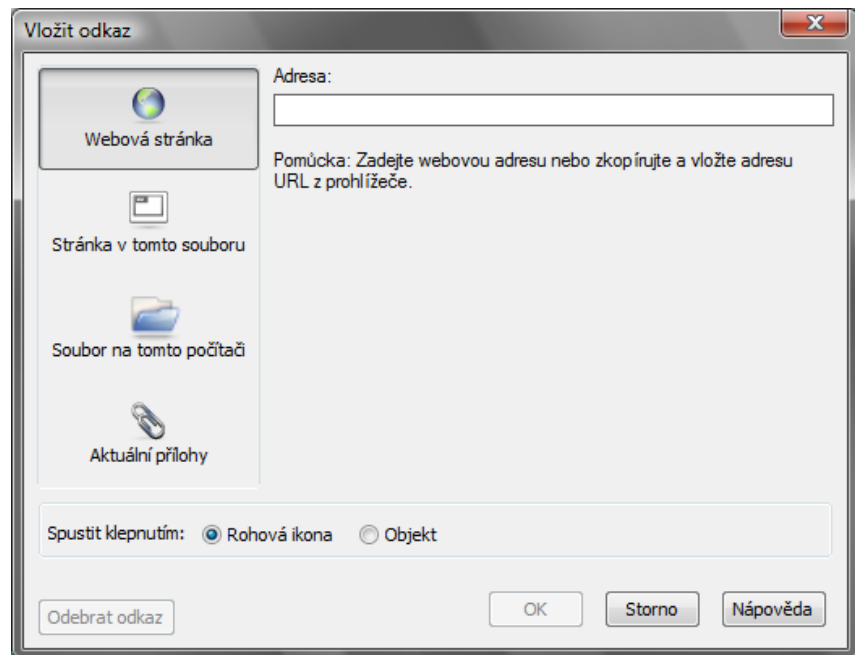 Vložit odkaz
Webová stránka
Stránka v tomto souboru
Soubor na tomto počítači
Aktuální přílohy
Adresa:
Pomůcka: Zadejte webovou adresu nebo zkopírujte a vložte adresu
URL z prohlížeče.
Spustit klepnutím: Rohová ikona Objekt
Odebrat odkaz OK Storno Nápověda